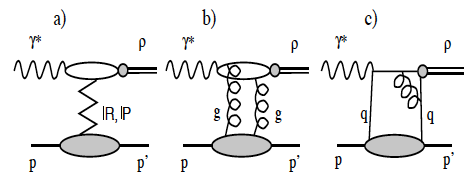 a) b) c)
γ* ρ γ* ρ γ* ρ
IR, IP g g q q
p p' p p' p p'